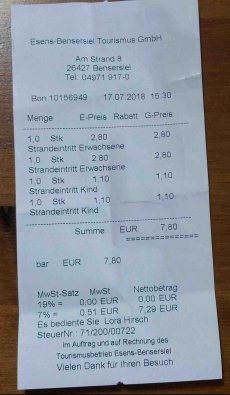 Esens-Bensersiel Tourismus GmbH
Am Strand 8
26427 Bensersiel
Tel. 04971 917-0
Bon 10156949 17.07.2018 15:30
Menge E-Preis Rabatt G-Preis
1,0 Stk 2,80 2,80
Strandeintritt Erwachsene
1,0 Stk 2,80 2,80
Strandeintritt Erwachsene
1,0 Stk 1,10 1,10
Strandeintritt Kind
1,0 Stk 1,10 1,10
Strandeintritt Kind
Summe EUR 7,80
==============
bar EUR 7,80
MwSt-Satz MwSt Nettobetrag
19% = 0,00 EUR 0,00 EUR
7% = 0,51 EUR 7,29 EUR
Es bediente Sie Lora Hirsch
SteuerNr.: 71/200/00722
Im Auftrag und auf Rechnung des
Tourismusbetrieb Esens-Bensersiel
Vielen Dank für Ihren Besuch